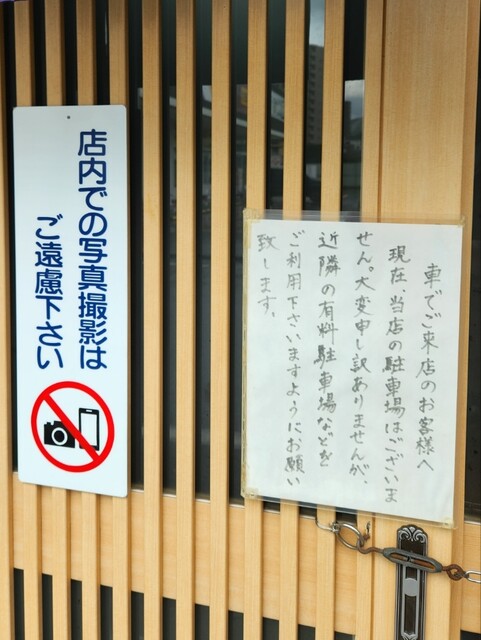 店内での写真撮影は
ご遠慮下さい
車でご来店のお客様へ
現在、当店の駐車場はございま
せん。大変申し訳ありませんが、
近隣の有料駐車場などを
ご利用下さいますようにお願い
致します。